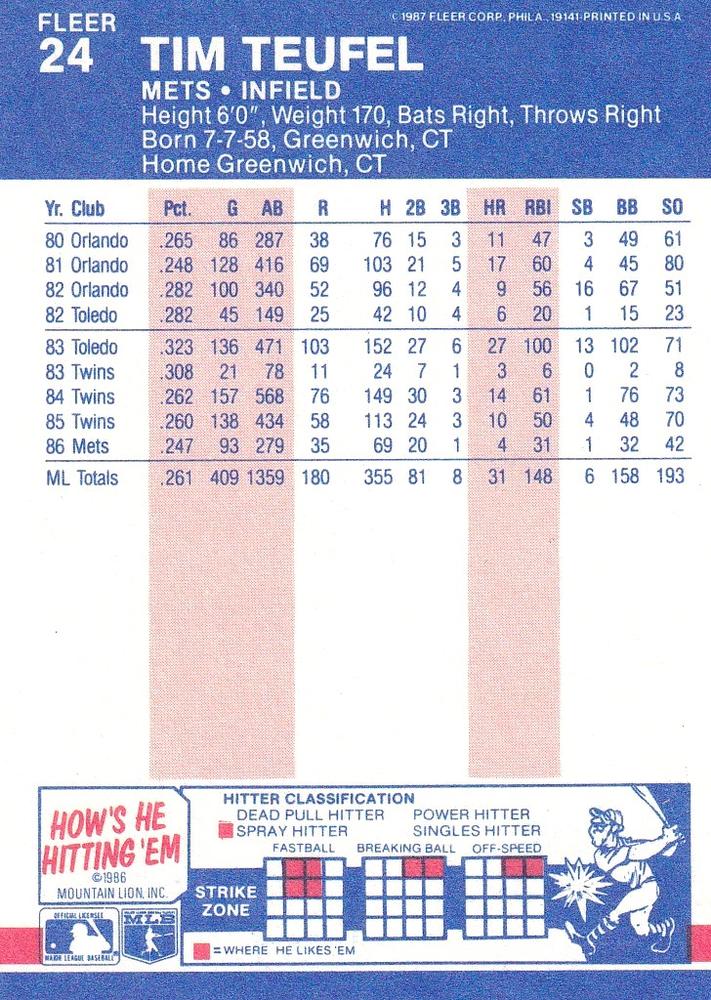 FLEER
24
© 1987 FLEER CORP., PHILA., 19141-PRINTED IN U.S.A.
TIM TEUFEL
METS • INFIELD
Height 6'0", Weight 170, Bats Right, Throws Right
Born 7-7-58, Greenwich, CT
Home Greenwich, CT
Yr. Club Pct. G AB R H 2B 3B HR RBI SB BB SO
80 Orlando .265 86 287 38 76 15 3 11 47 3 49 61
81 Orlando .248 128 416 69 103 21 5 17 60 4 45 80
82 Orlando .282 100 340 52 96 12 4 9 56 16 67 51
82 Toledo .282 45 149 25 42 10 4 6 20 1 15 23
83 Toledo .323 136 471 103 152 27 6 27 100 13 102 71
83 Twins .308 21 78 11 24 7 1 3 6 0 2 8
84 Twins .262 157 568 76 149 30 3 14 61 1 76 73
85 Twins .260 138 434 58 113 24 3 10 50 4 48 70
86 Mets .247 93 279 35 69 20 1 4 31 1 32 42
ML Totals .261 409 1359 180 355 81 8 31 148 6 158 193
HOW'S HE
HITTING 'EM
©1986
MOUNTAIN LION, INC.
OFFICIAL LICENSEE
MAJOR LEAGUE BASEBALL
HITTER CLASSIFICATION
DEAD PULL HITTER POWER HITTER
SPRAY HITTER SINGLES HITTER
FASTBALL BREAKING BALL OFF-SPEED
STRIKE
ZONE
=WHERE HE LIKES 'EM